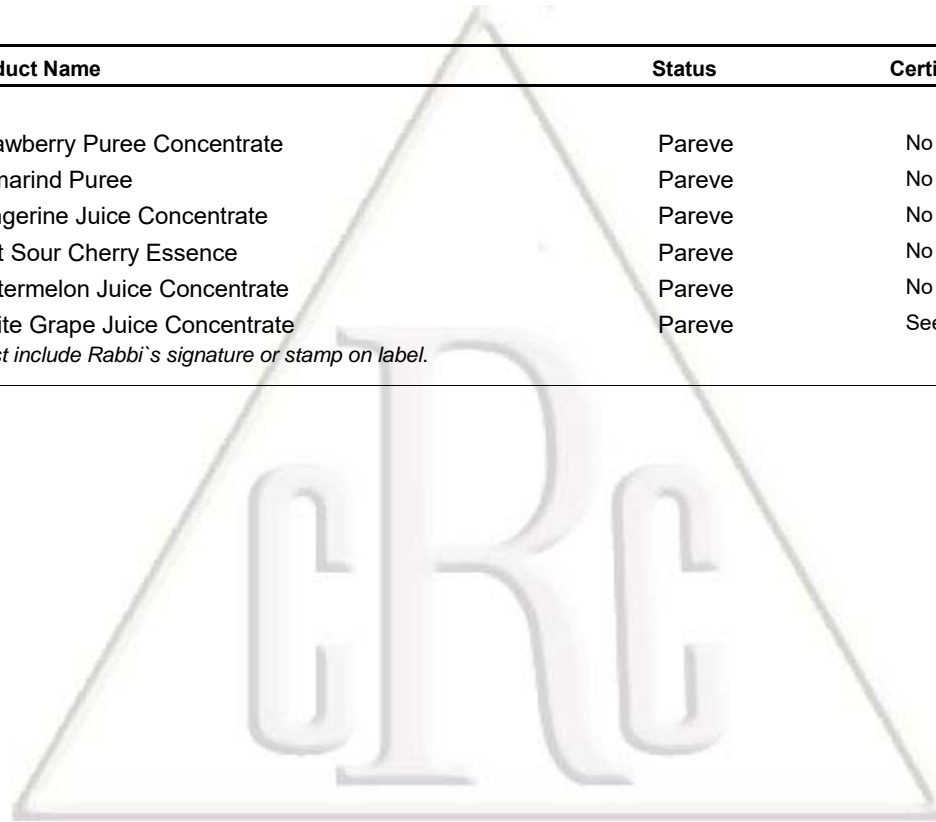 duct Name Status Certi
awberry Puree Concentrate Pareve No
marind Puree Pareve No
gerine Juice Concentrate Pareve No
t Sour Cherry Essence Pareve No
termelon Juice Concentrate Pareve No
ite Grape Juice Concentrate Pareve See
st include Rabbi`s signature or stamp on label.
cRc